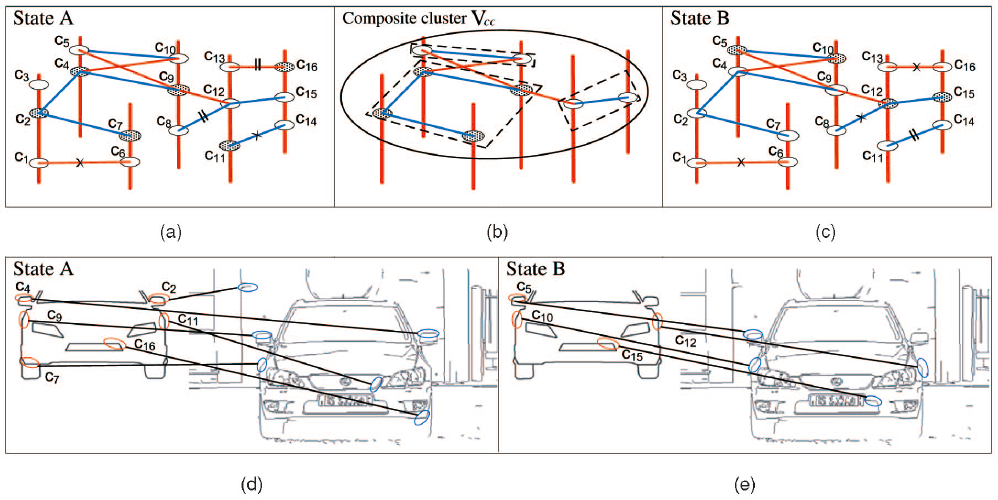 State A
C5
C10
C13
C16
C3
C4
C9
C12
C15
C2
C7
C8
C14
C1
C6
C11
Composite cluster Vcc
State B
C5
C10
C13
C16
C3
C4
C9
C12
C15
C2
C7
C8
C14
C1
C6
C11
(a)
(b)
(c)
State A
C4
C2
C9
C11
C16
C7
State B
C5
C10
C12
C15
(d)
(e)